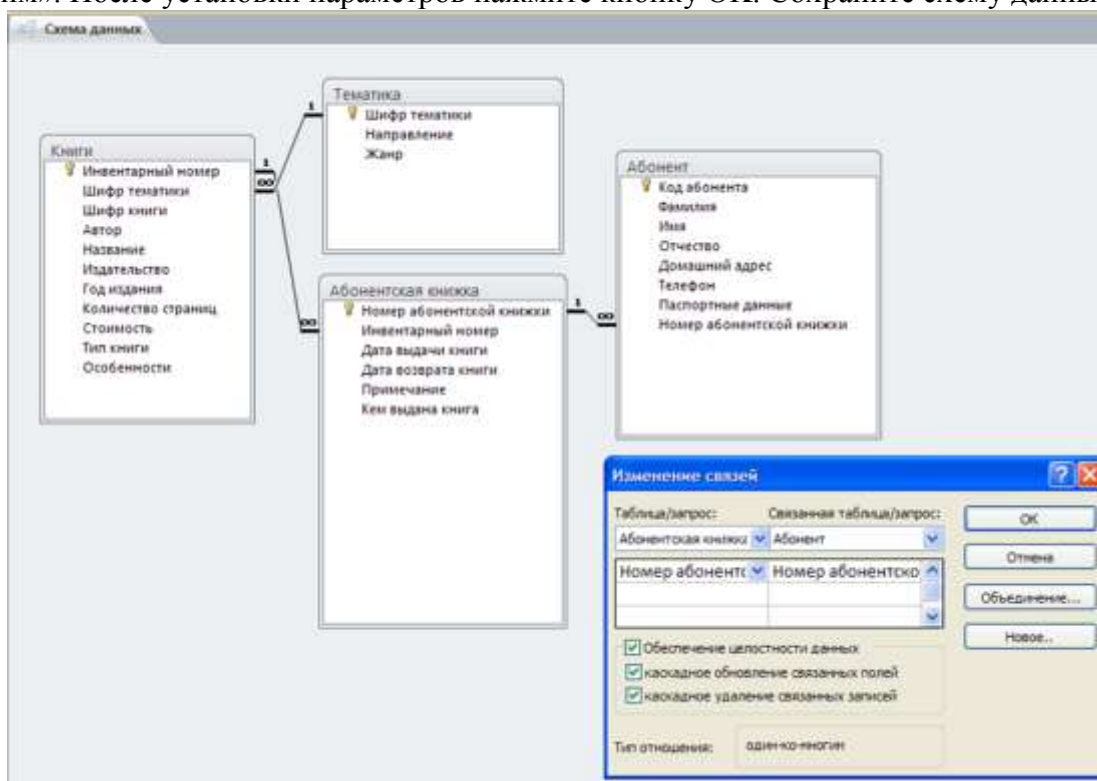 им». После установки параметров нажмите кнопку ОК. Сохраните схему данны
Схема данных
Тематика
1
Шифр тематики
Направление
Жанр
Книги
1
∞
Инвентарный номер
Шифр тематики
Шифр книги
Автор
Название
Издательство
Год издания
Количество страниц
Стоимость
Тип книги
Особенности
Абонентская книжка
∞
1
∞
Номер абонентской книжки
Инвентарный номер
Дата выдачи книги
Дата возврата книги
Примечание
Кем выдана книга
Абонент
Код абонента
Фамилия
Имя
Отчество
Домашний адрес
Телефон
Паспортные данные
Номер абонентской книжки
Изменение связей
Таблица/запрос: Связанная таблица/запрос:
Абонентская книжка Абонент
Номер абонентс Номер абонентско
Обеспечение целостности данных
каскадное обновление связанных полей
каскадное удаление связанных записей
Тип отношения: один-ко-многим
ОК
Отмена
Объединение...
Новое..